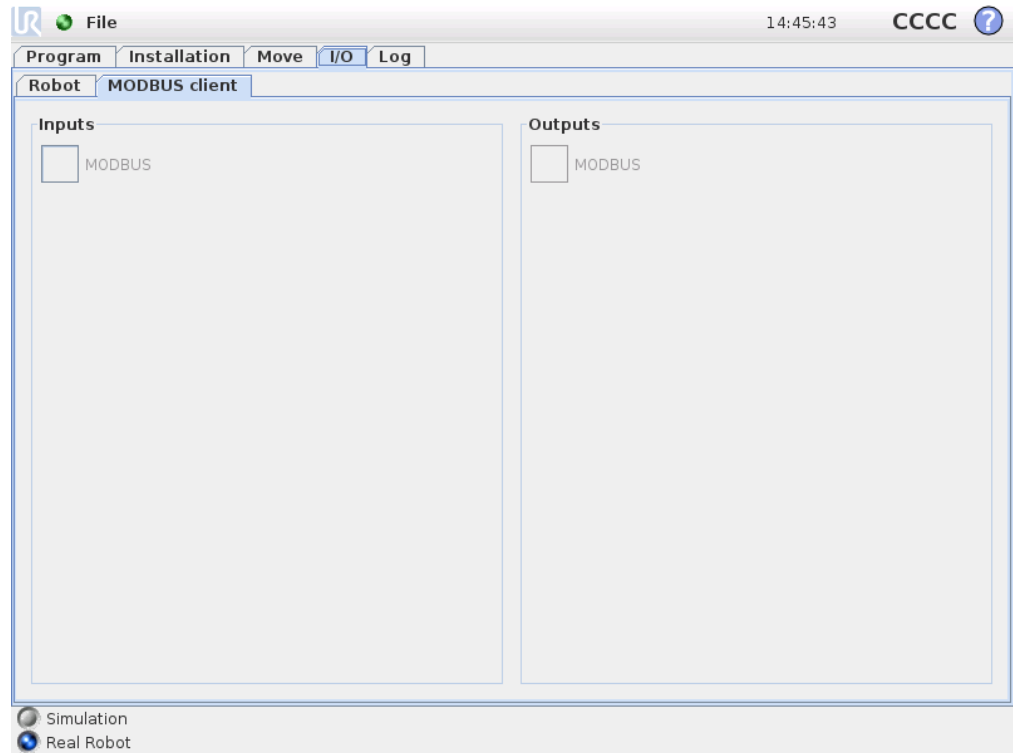 UR File 14:45:43 CCCC ?
Program Installation Move I/O Log
Robot MODBUS client
Inputs Outputs
MODBUS MODBUS
Simulation
Real Robot